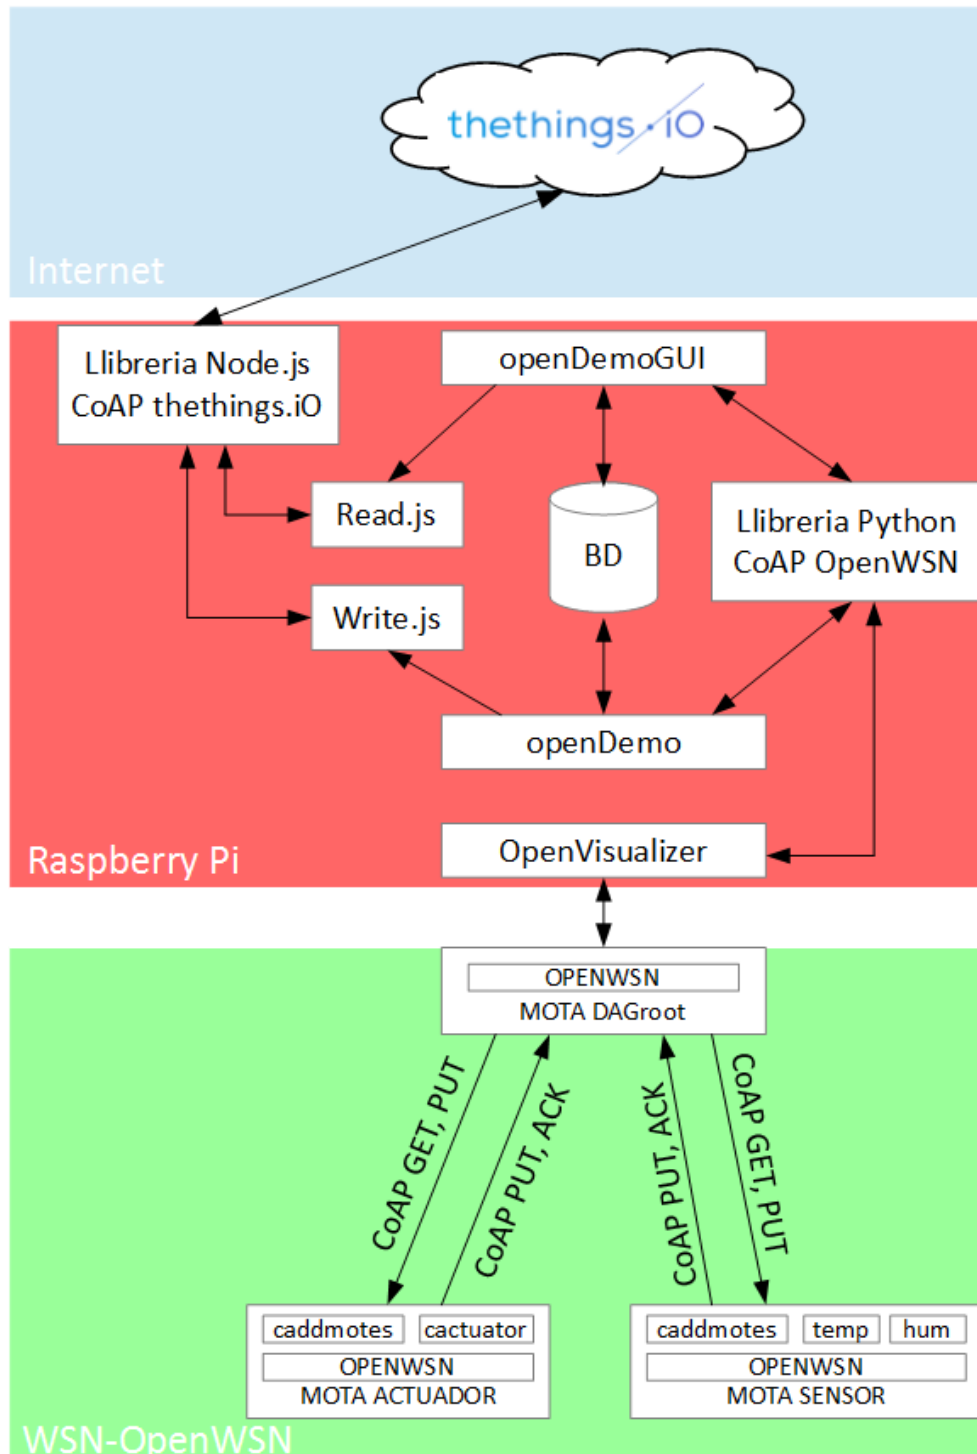 thethings.iO
Internet
Llibreria Node.js
CoAP thethings.iO
openDemoGUI
Read.js
BD
Llibreria Python
CoAP OpenWSN
Write.js
openDemo
OpenVisualizer
Raspberry Pi
OPENWSN
MOTA DAGroot
CoAP GET, PUT
CoAP PUT, ACK
CoAP PUT, ACK
CoAP GET, PUT
caddmotes
cactuator
OPENWSN
MOTA ACTUADOR
caddmotes
temp
hum
OPENWSN
MOTA SENSOR
WSN-OpenWSN